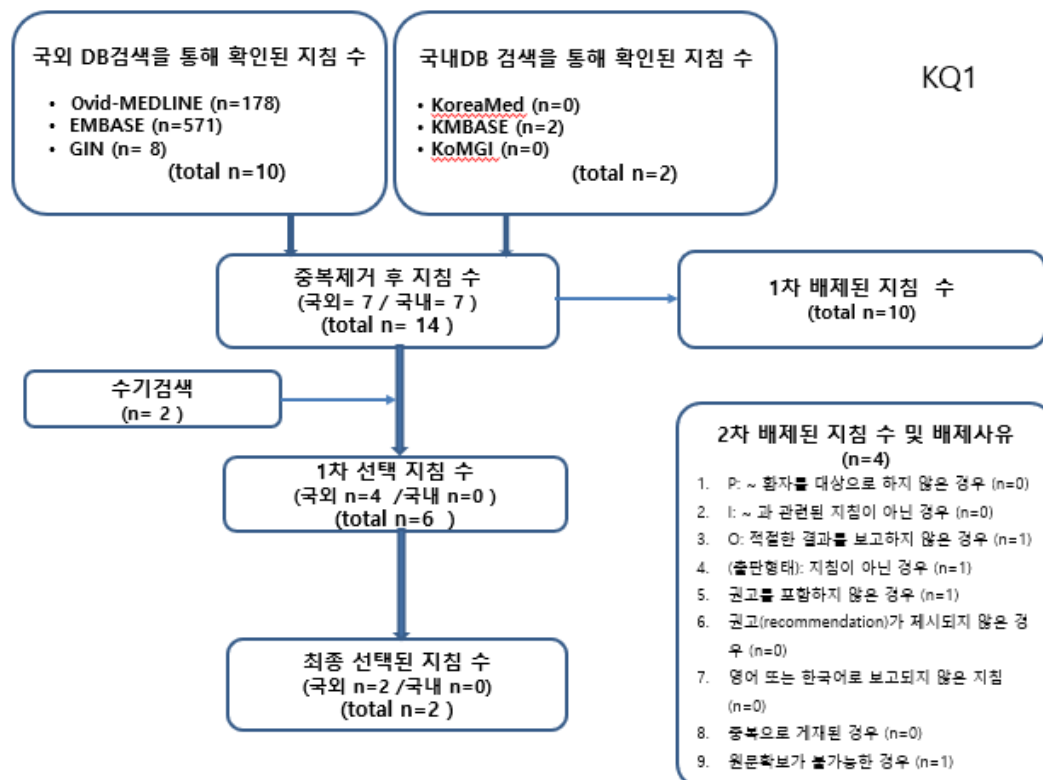 국외 DB검색을 통해 확인된 지침 수
• Ovid-MEDLINE (n=178)
• EMBASE (n=571)
• GIN (n= 8)
(total n=10)
국내DB 검색을 통해 확인된 지침 수
• KoreaMed (n=0)
• KMBASE (n=2)
• KoMGI (n=0)
(total n=2)
KQ1
중복제거 후 지침 수
(국외= 7 / 국내= 7 )
(total n= 14 )
1차 배제된 지침 수
(total n=10)
수기검색
(n= 2 )
1차 선택 지침 수
(국외 n=4 /국내 n=0 )
total n=6 )
2차 배제된 지침 수 및 배제사유
(n=4)
1. P: ~ 환자를 대상으로 하지 않은 경우 (n=0)
2. I: ~ 과 관련된 지침이 아닌 경우 (n=0)
3. O: 적절한 결과를 보고하지 않은 경우 (n=1)
4. (출판형태): 지침이 아닌 경우 (n=1)
5. 권고를 포함하지 않은 경우 (n=1)
6. 권고(recommendation)가 제시되지 않은 경
우 (n=0)
7. 영어 또는 한국어로 보고되지 않은 지침
(n=0)
8. 중복으로 게재된 경우 (n=0)
9. 원문확보가 불가능한 경우 (n=1)
최종 선택된 지침 수
(국외 n=2 /국내 n=0)
(total n=2 )